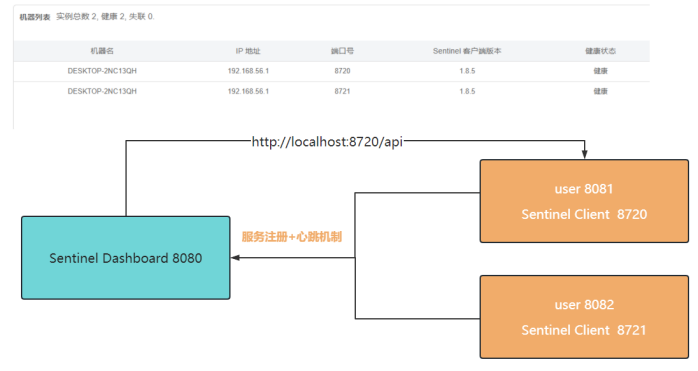 机器列表 实例总数 2, 健康 2, 失联 0.
机器名 IP 地址 端口号 Sentinel 客户端版本 健康状态
DESKTOP-2NC13QH 192.168.56.1 8720 1.8.5 健康
DESKTOP-2NC13QH 192.168.56.1 8721 1.8.5 健康
http://localhost:8720/api
user 8081
Sentinel Client 8720
服务注册+心跳机制
Sentinel Dashboard 8080
user 8082
Sentinel Client 8721